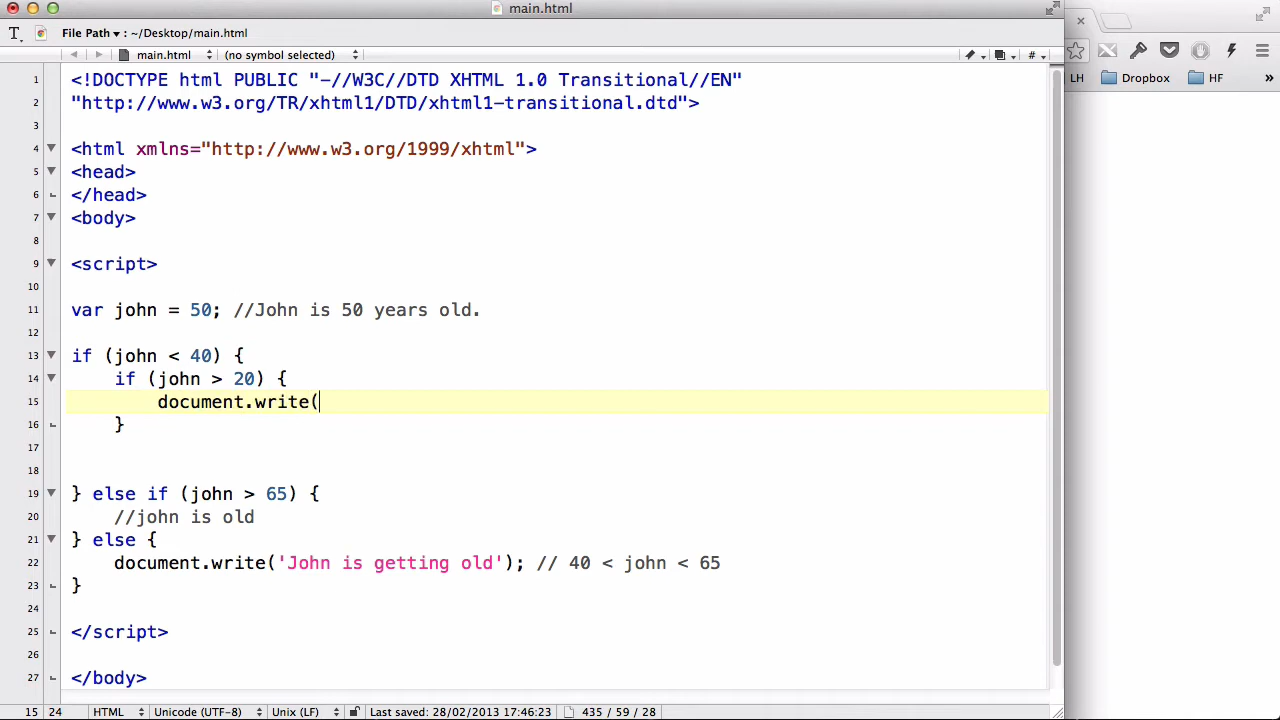 main.html
File Path ▾ : ~/Desktop/main.html
main.html (no symbol selected) #
LH Dropbox HF »
1 <!DOCTYPE html PUBLIC "-//W3C//DTD XHTML 1.0 Transitional//EN"
2 "http://www.w3.org/TR/xhtml1/DTD/xhtml1-transitional.dtd">
3
4 <html xmlns="http://www.w3.org/1999/xhtml">
5 <head>
6 </head>
7 <body>
8
9 <script>
10
11 var john = 50; //John is 50 years old.
12
13 if (john < 40) {
14 if (john > 20) {
15 document.write(
16 }
17
18
19 } else if (john > 65) {
20 //john is old
21 } else {
22 document.write('John is getting old'); // 40 < john < 65
23 }
24
25 </script>
26
27 </body>
15 24 HTML Unicode (UTF-8) Unix (LF) Last saved: 28/02/2013 17:46:23 435 / 59 / 28